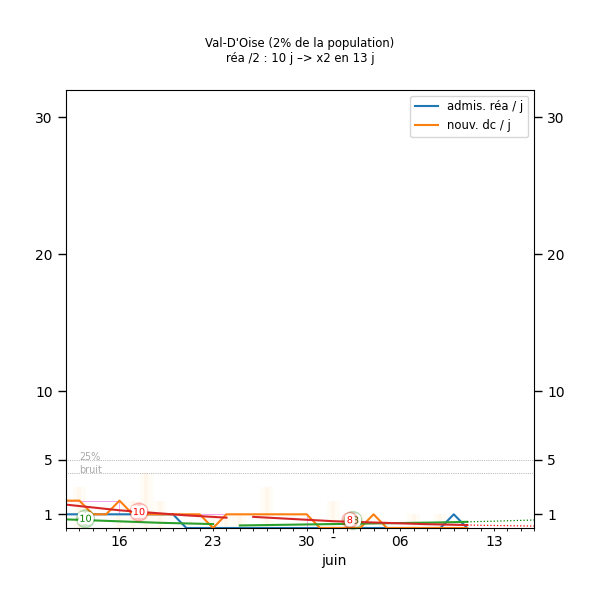 Val-D'Oise (2% de la population)
réa /2 : 10 j –> x2 en 13 j
admis. réa / j
nouv. dc / j
30 30
20 20
10 10
25%
5 5
bruit
1 1
-10
-10
16 23 30 - 06 13
juin